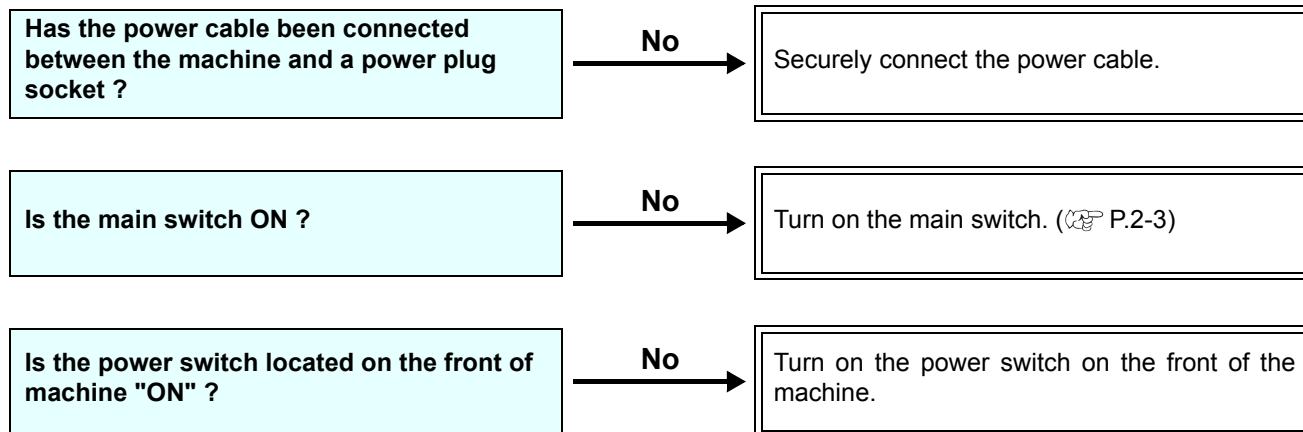 Has the power cable been connected
between the machine and a power plug
socket ?
No
Securely connect the power cable.
Is the main switch ON ?
No
Turn on the main switch. (☞ P.2-3)
Is the power switch located on the front of
machine "ON" ?
No
Turn on the power switch on the front of the
machine.